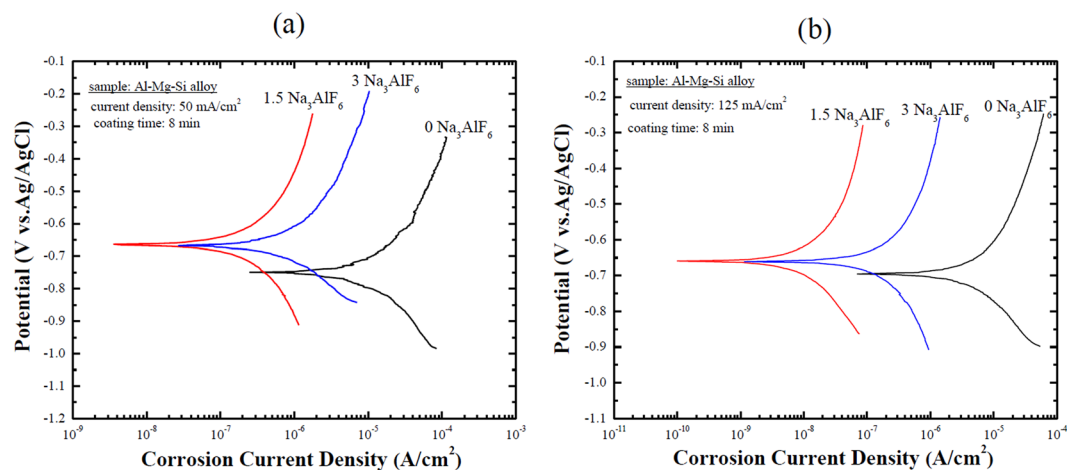 (a)
-0.1
-0.2
-0.3
-0.4
-0.5
-0.6
-0.7
-0.8
-0.9
-1.0
-1.1
-1.2
Potential (V vs.Ag/AgCl)
sample: Al-Mg-Si alloy
current density: 50 mA/cm²
coating time: 8 min
3 Na₃AlF₆
1.5 Na₃AlF₆
0 Na₃AlF₆
10⁻⁹ 10⁻⁸ 10⁻⁷ 10⁻⁶ 10⁻⁵ 10⁻⁴ 10⁻³
Corrosion Current Density (A/cm²)
(b)
-0.1
-0.2
-0.3
-0.4
-0.5
-0.6
-0.7
-0.8
-0.9
-1.0
-1.1
Potential (V vs.Ag/AgCl)
sample: Al-Mg-Si alloy
current density: 125 mA/cm²
coating time: 8 min
3 Na₃AlF₆
0 Na₃AlF₆
1.5 Na₃AlF₆
10⁻¹⁰ 10⁻⁹ 10⁻⁸ 10⁻⁷ 10⁻⁶ 10⁻⁵ 10⁻⁴
Corrosion Current Density (A/cm²)